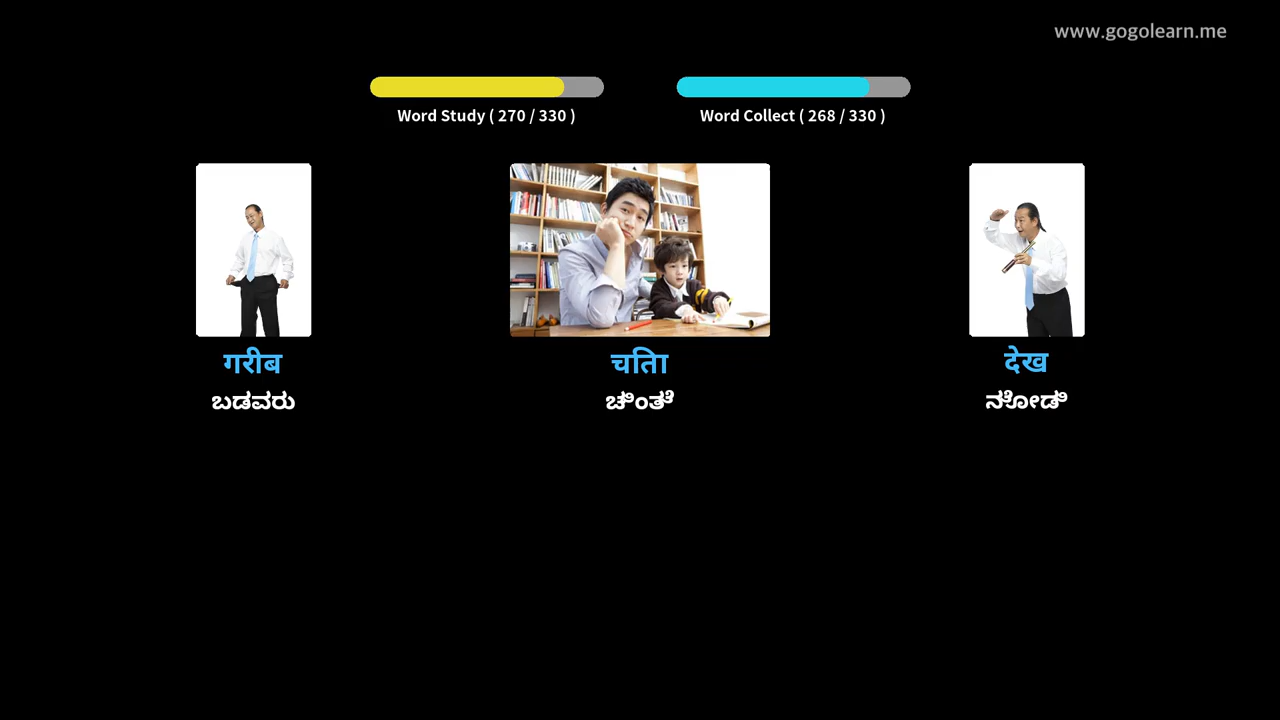 www.gogolearn.me
Word Study ( 270 / 330 )
Word Collect ( 268 / 330 )
गरीब
चिंता
देख
ಬಡವರು
ಚಿಂತೆ
ನೋಡಿ